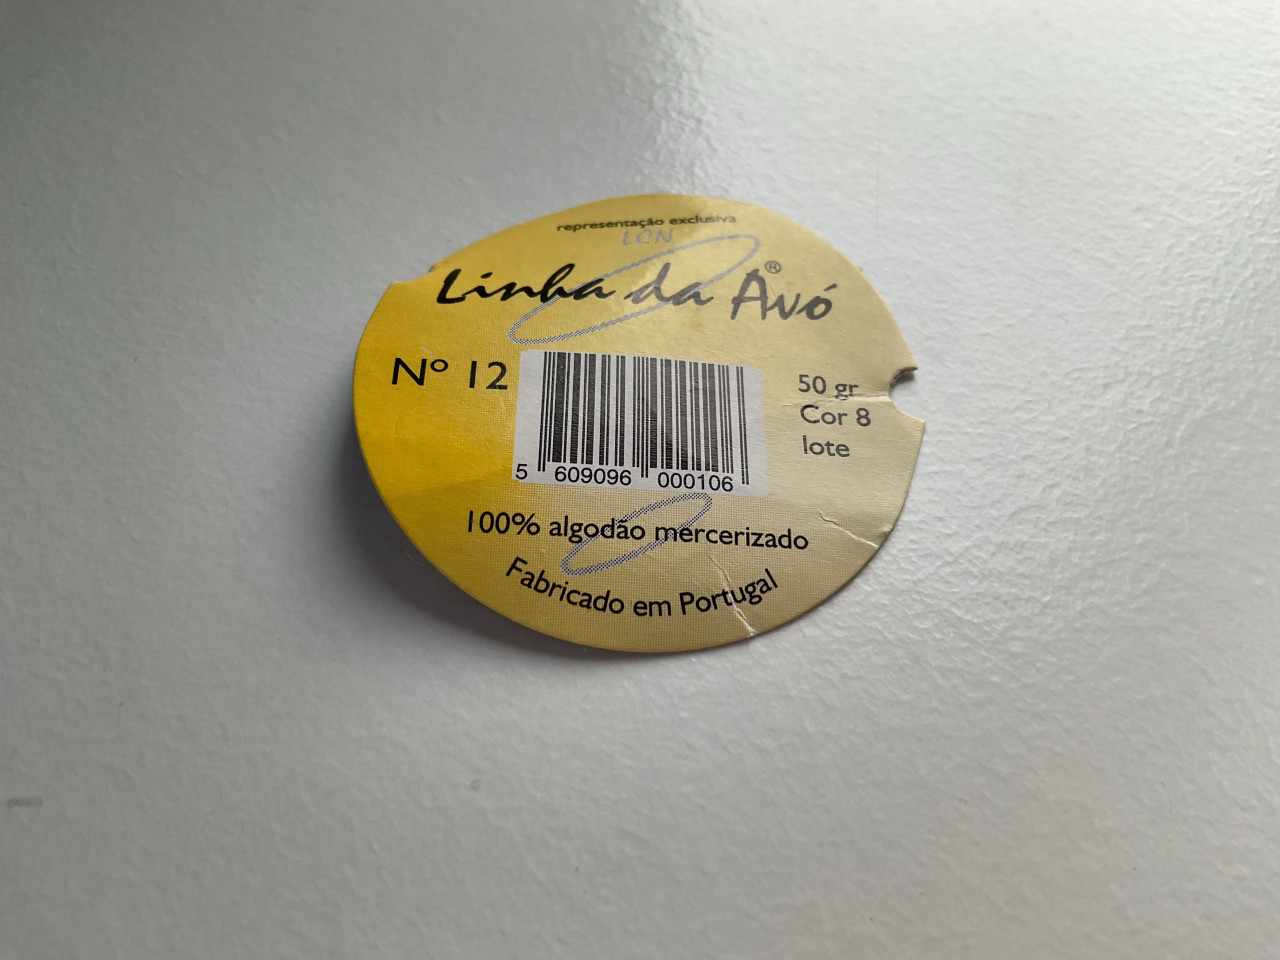 representação exclusiva
LCN
Linha da Avó®
Nº 12
50 gr
Cor 8
lote
5 609096 000106
100% algodão mercerizado
Fabricado em Portugal